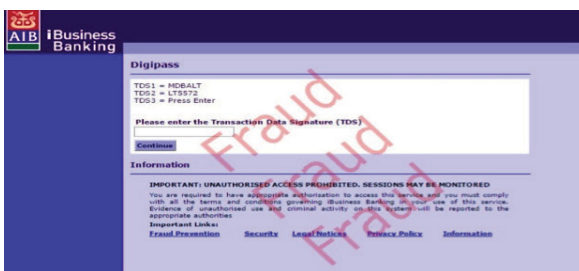 AIB
iBusiness
Banking
Digipass
TDS1 = MDBALT
TDS2 = LT5572
TDS3 = Press Enter
Please enter the Transaction Data Signature (TDS)
Continue
Information
IMPORTANT: UNAUTHORISED ACCESS PROHIBITED. SESSIONS MAY BE MONITORED
You are required to have appropriate authorisation to access this service and you must comply
with all the terms and conditions governing iBusiness Banking in your use of this service.
Evidence of unauthorised use and criminal activity on this system will be reported to the
appropriate authorities
Important Links:
Fraud Prevention Security Legal Notices Privacy Policy Information
Fraud
Fraud
Fraud